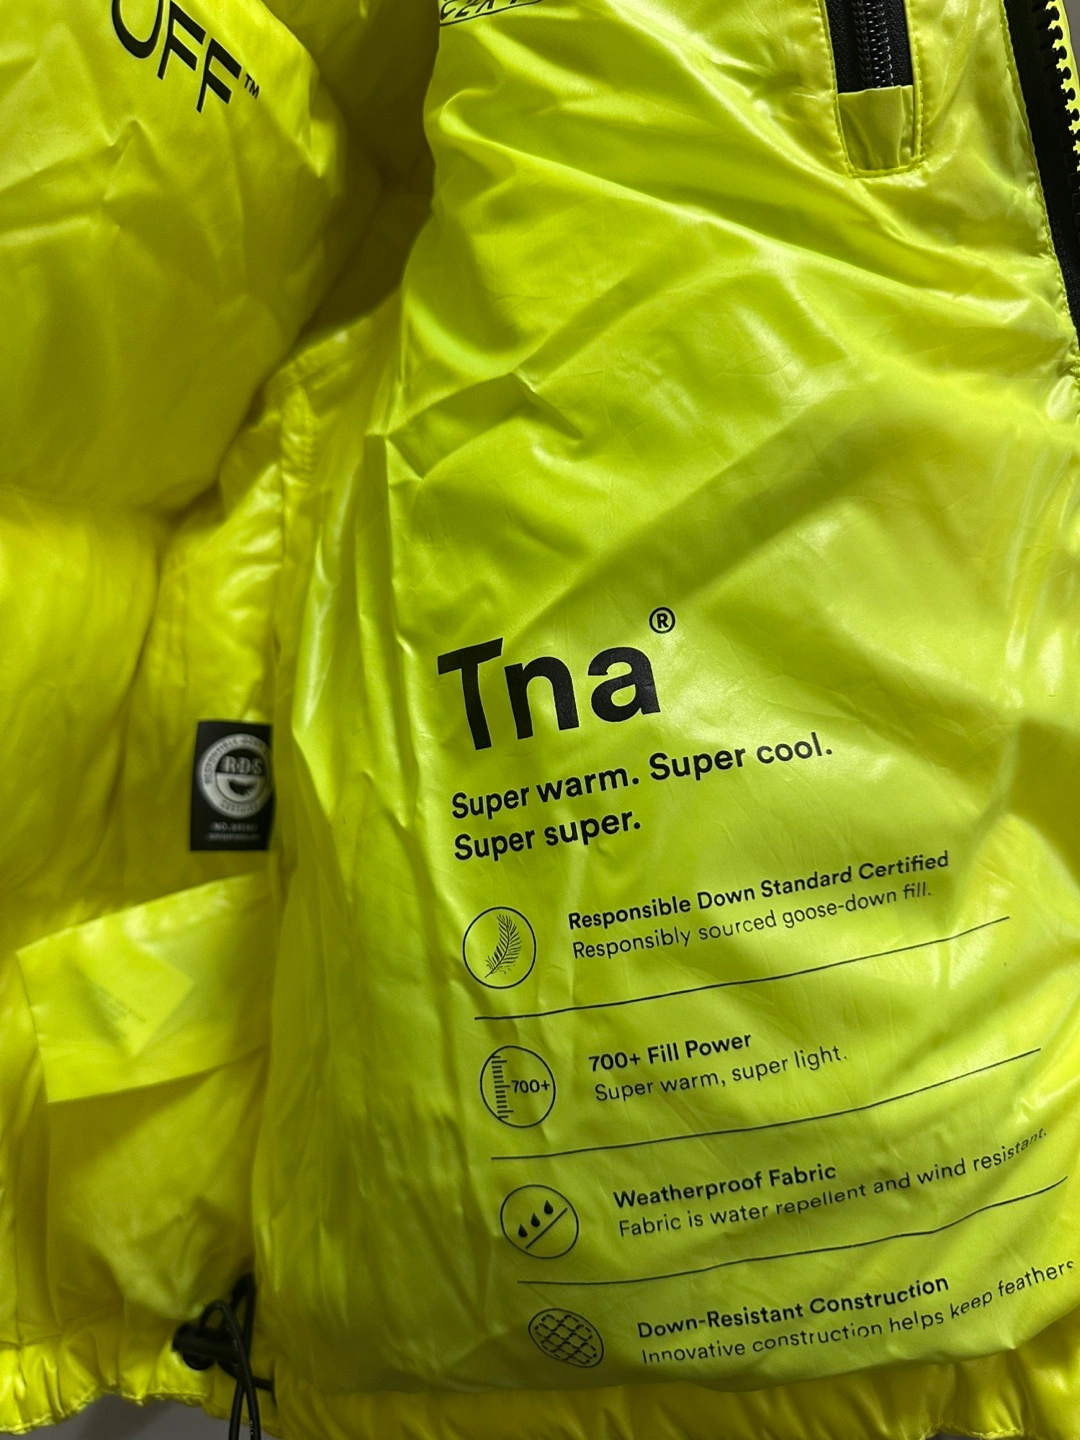 UFF™
Tna®
Super warm. Super cool.
Super super.
R·D·S
Responsible Down Standard Certified
Responsibly sourced goose-down fill.
700+
700+ Fill Power
Super warm, super light.
Weatherproof Fabric
Fabric is water repellent and wind resistant.
Down-Resistant Construction
Innovative construction helps keep feathers